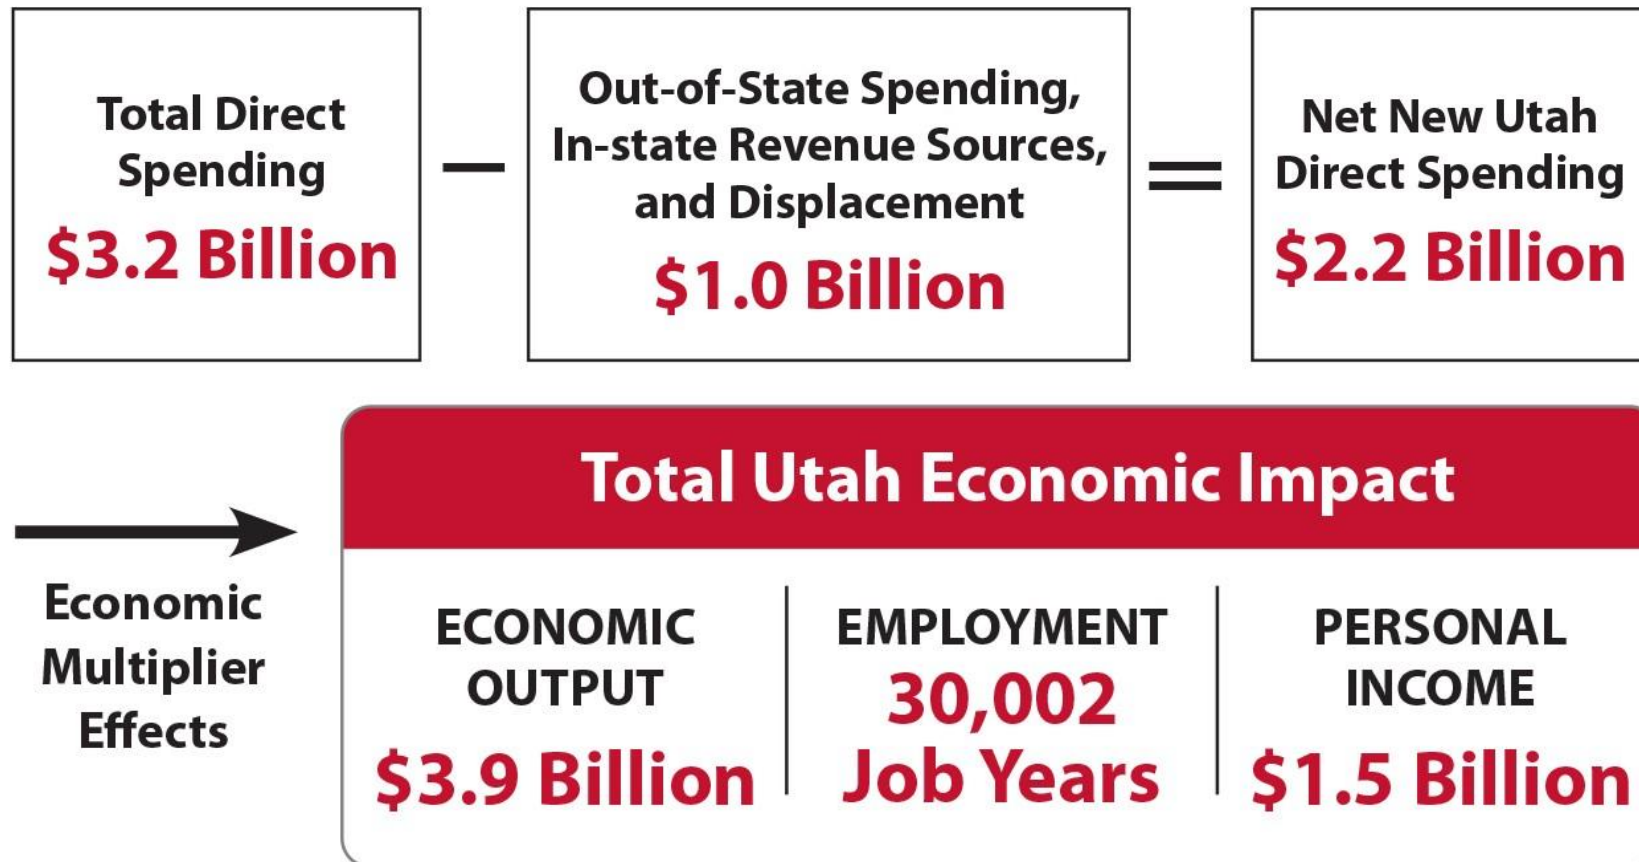 Total Direct
Spending
$3.2 Billion
−
Out-of-State Spending,
In-state Revenue Sources,
and Displacement
$1.0 Billion
=
Net New Utah
Direct Spending
$2.2 Billion
Economic
Multiplier
Effects
Total Utah Economic Impact
ECONOMIC
OUTPUT
$3.9 Billion
EMPLOYMENT
30,002
Job Years
PERSONAL
INCOME
$1.5 Billion